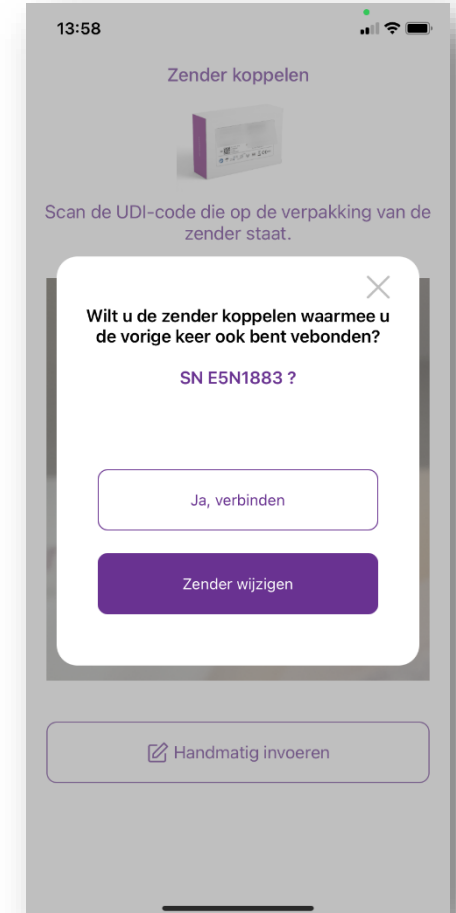 13:58
Zender koppelen
Scan de UDI-code die op de verpakking van de
zender staat.
Wilt u de zender koppelen waarmee u
de vorige keer ook bent vebonden?
SN E5N1883 ?
Ja, verbinden
Zender wijzigen
Handmatig invoeren